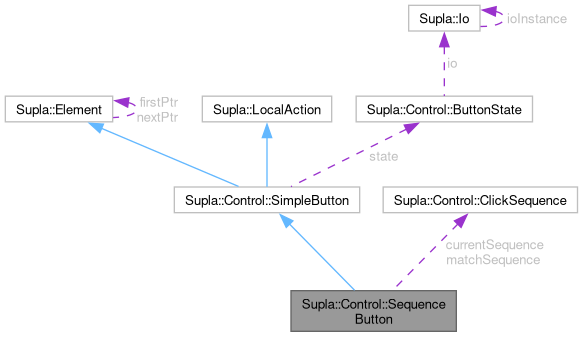 Supla::Io
ioInstance
io
Supla::Element
firstPtr
nextPtr
Supla::LocalAction
Supla::Control::ButtonState
state
Supla::Control::SimpleButton
Supla::Control::ClickSequence
currentSequence
matchSequence
Supla::Control::Sequence
Button